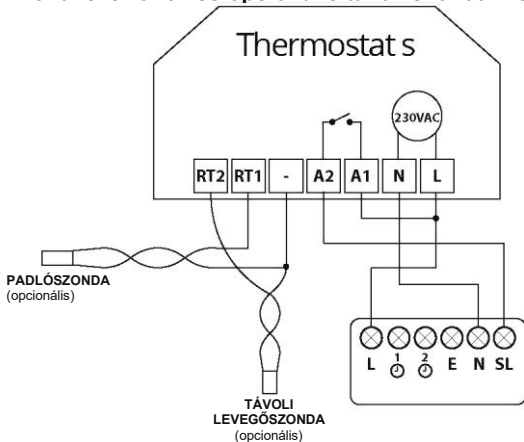 Thermostat s
230VAC
RT2 RT1 - A2 A1 N L
PADLÓSZONDA
(opcionális)
L 1 2 E N SL
TÁVOLI
LEVEGŐSZONDA
(opcionális)